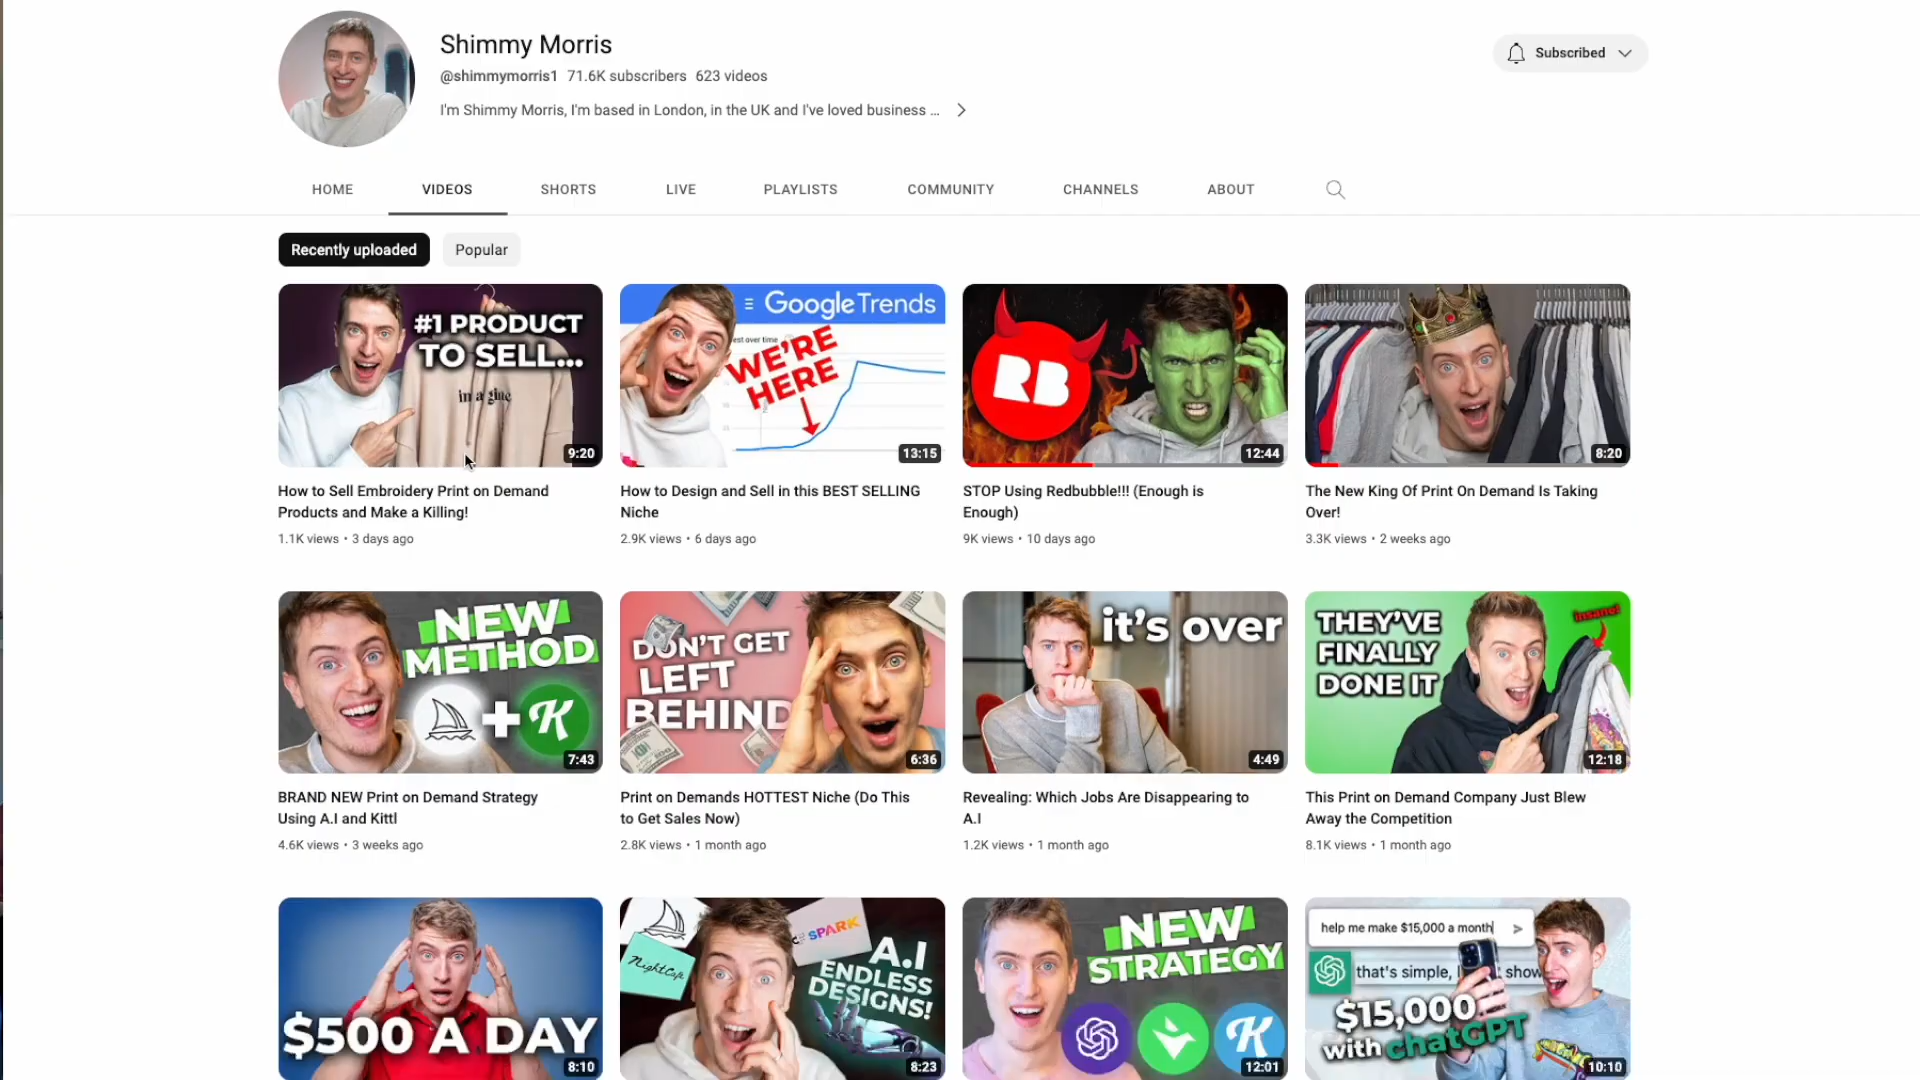 Shimmy Morris
@shimmymorris1 71.6K subscribers 623 videos
I'm Shimmy Morris, I'm based in London, in the UK and I've loved business ...
Subscribed
HOME VIDEOS SHORTS LIVE PLAYLISTS COMMUNITY CHANNELS ABOUT
Recently uploaded Popular
#1 PRODUCT
TO SELL...
imagine
9:20
Google Trends
est over time
WE'RE
HERE
13:15
RB
12:44
8:20
How to Sell Embroidery Print on Demand
Products and Make a Killing!
1.1K views • 3 days ago
How to Design and Sell in this BEST SELLING
Niche
2.9K views • 6 days ago
STOP Using Redbubble!!! (Enough is
Enough)
9K views • 10 days ago
The New King Of Print On Demand Is Taking
Over!
3.3K views • 2 weeks ago
NEW
METHOD
+K
7:43
DON'T GET
LEFT
BEHIND
6:36
it's over
4:49
THEY'VE
FINALLY
DONE IT
insane!
12:18
BRAND NEW Print on Demand Strategy
Using A.I and Kittl
4.6K views • 3 weeks ago
Print on Demands HOTTEST Niche (Do This
to Get Sales Now)
2.8K views • 1 month ago
Revealing: Which Jobs Are Disappearing to
A.I
1.2K views • 1 month ago
This Print on Demand Company Just Blew
Away the Competition
8.1K views • 1 month ago
$500 A DAY
8:10
SPARK
NightCafe
A.I
ENDLESS
DESIGNS!
8:23
NEW
STRATEGY
K
12:01
help me make $15,000 a month
that's simple, I show
$15,000
with chatGPT
10:10